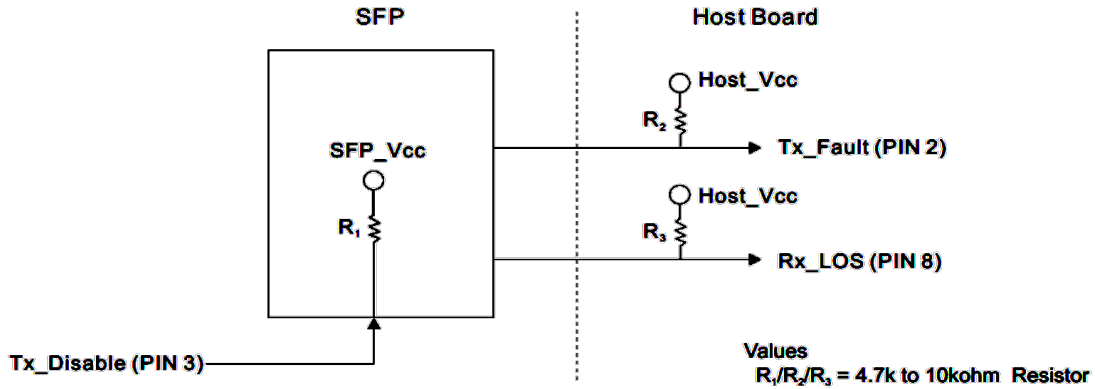 SFP
Host Board
Host_Vcc
R₂
Tx_Fault (PIN 2)
SFP_Vcc
R₁
Host_Vcc
R₃
Rx_LOS (PIN 8)
Tx_Disable (PIN 3)
Values
R₁/R₂/R₃ = 4.7k to 10kohm Resistor